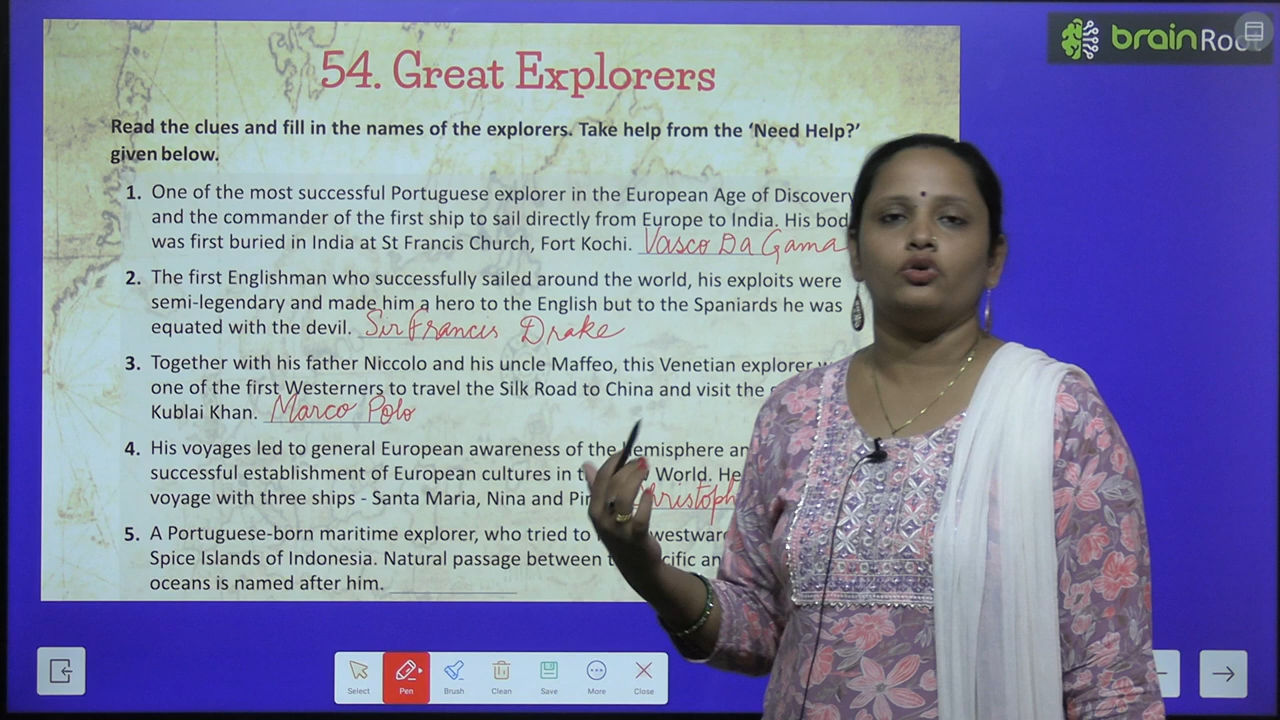 brainRoot
54. Great Explorers
Read the clues and fill in the names of the explorers. Take help from the ‘Need Help?’
given below.
1. One of the most successful Portuguese explorer in the European Age of Discovery
and the commander of the first ship to sail directly from Europe to India. His bod
was first buried in India at St Francis Church, Fort Kochi. Vasco Da Gama
2. The first Englishman who successfully sailed around the world, his exploits were
semi-legendary and made him a hero to the English but to the Spaniards he was
equated with the devil. Sir Francis Drake
3. Together with his father Niccolo and his uncle Maffeo, this Venetian explorer
one of the first Westerners to travel the Silk Road to China and visit the
Kublai Khan. Marco Polo
4. His voyages led to general European awareness of the Hemisphere an
successful establishment of European cultures in t World. He
voyage with three ships - Santa Maria, Nina and Pin hristoph
5. A Portuguese-born maritime explorer, who tried to westward
Spice Islands of Indonesia. Natural passage between t cific an
oceans is named after him.
Select Pen Brush Clean Save More Close